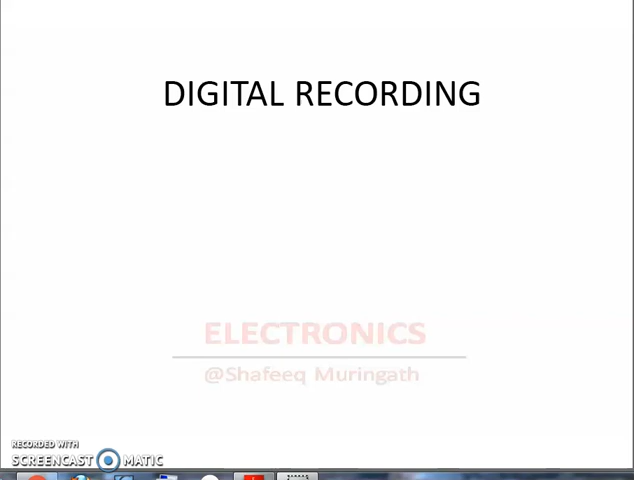 DIGITAL RECORDING
ELECTRONICS
@Shafeeq Muringath
RECORDED WITH
SCREENCAST MATIC